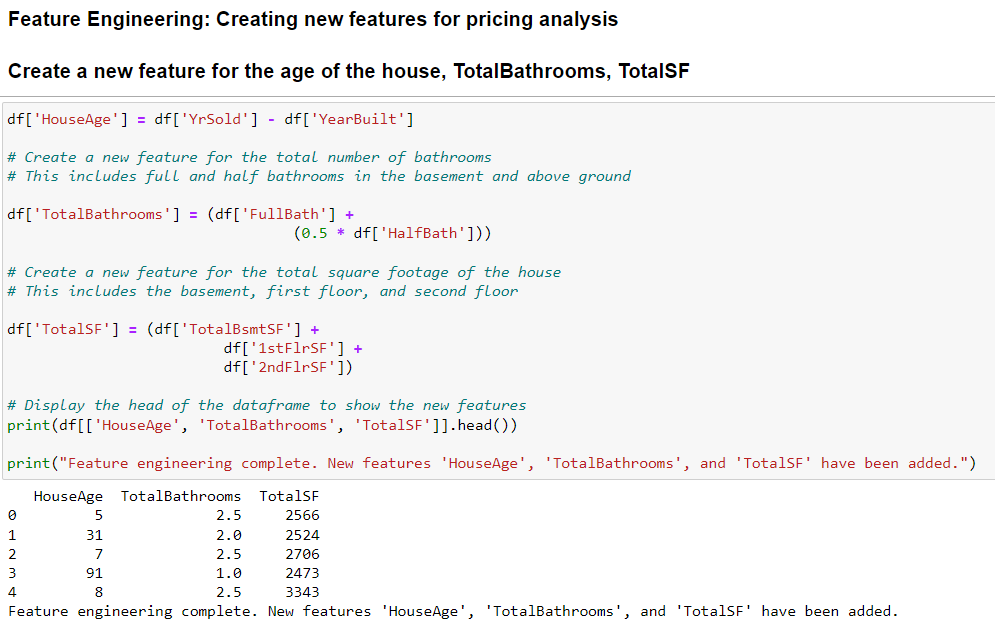 Feature Engineering: Creating new features for pricing analysis
Create a new feature for the age of the house, TotalBathrooms, TotalSF
df['HouseAge'] = df['YrSold'] - df['YearBuilt']
# Create a new feature for the total number of bathrooms
# This includes full and half bathrooms in the basement and above ground
df['TotalBathrooms'] = (df['FullBath'] +
(0.5 * df['HalfBath']))
# Create a new feature for the total square footage of the house
# This includes the basement, first floor, and second floor
df['TotalSF'] = (df['TotalBsmtSF'] +
df['1stFlrSF'] +
df['2ndFlrSF'])
# Display the head of the dataframe to show the new features
print(df[['HouseAge', 'TotalBathrooms', 'TotalSF']].head())
print("Feature engineering complete. New features 'HouseAge', 'TotalBathrooms', and 'TotalSF' have been added.")
HouseAge TotalBathrooms TotalSF
0 5 2.5 2566
1 31 2.0 2524
2 7 2.5 2706
3 91 1.0 2473
4 8 2.5 3343
Feature engineering complete. New features 'HouseAge', 'TotalBathrooms', and 'TotalSF' have been added.